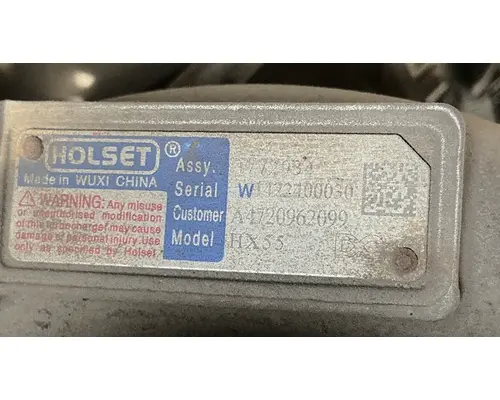 HOLSET®
Made in WUXI CHINA
WARNING: Any misuse
or unauthorised modification
of this turbocharger may cause
damage or personal injury. Use
only as specified by Holset.
Assy.
Serial W
Customer A4720962099
Model HX55